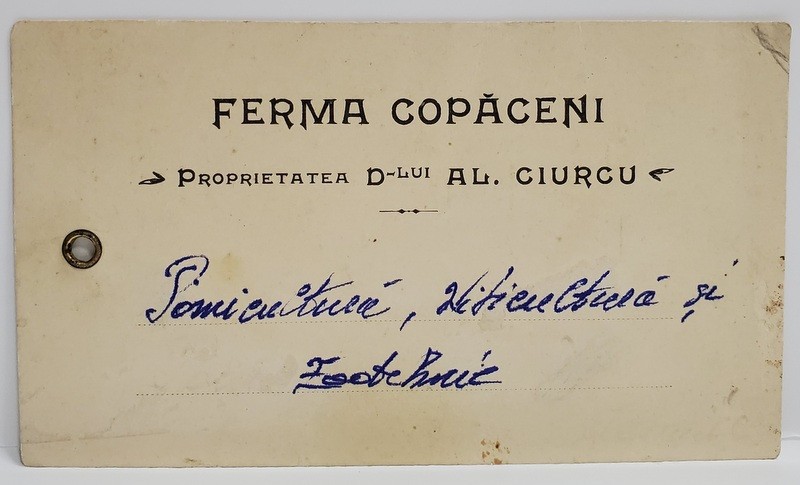 FERMA COPĂCENI
PROPRIETATEA D-LUI AL. CIURCU
Pomicultură, Viticultură și
Zootehnie